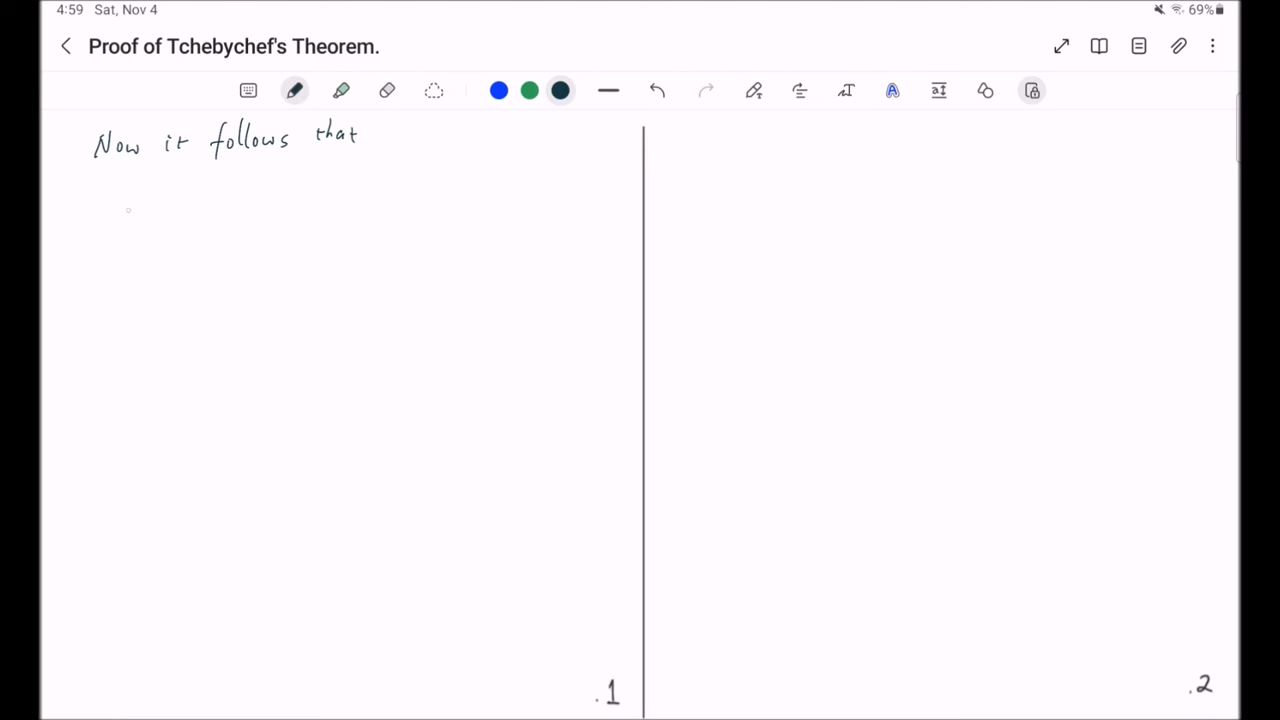 4:59 Sat, Nov 4
69%
Proof of Tchebychef's Theorem.
Now it follows that
.1
.2